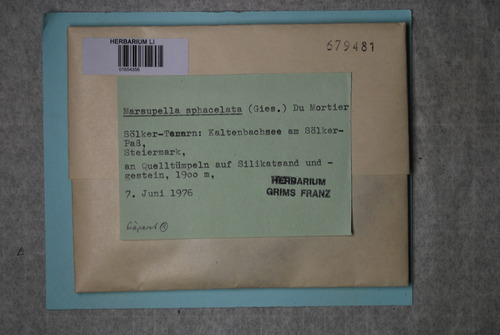 HERBARIUM LI
679481
Marsupella sphacelata (Gies.) Du Mortier
Sölker-Tauern: Kaltenbachsee am Sölker-
Paß,
Steiermark,
an Quelltümpeln auf Silikatsand und -
gestein, 1900 m,
7. Juni 1976
HERBARIUM
GRIMS FRANZ